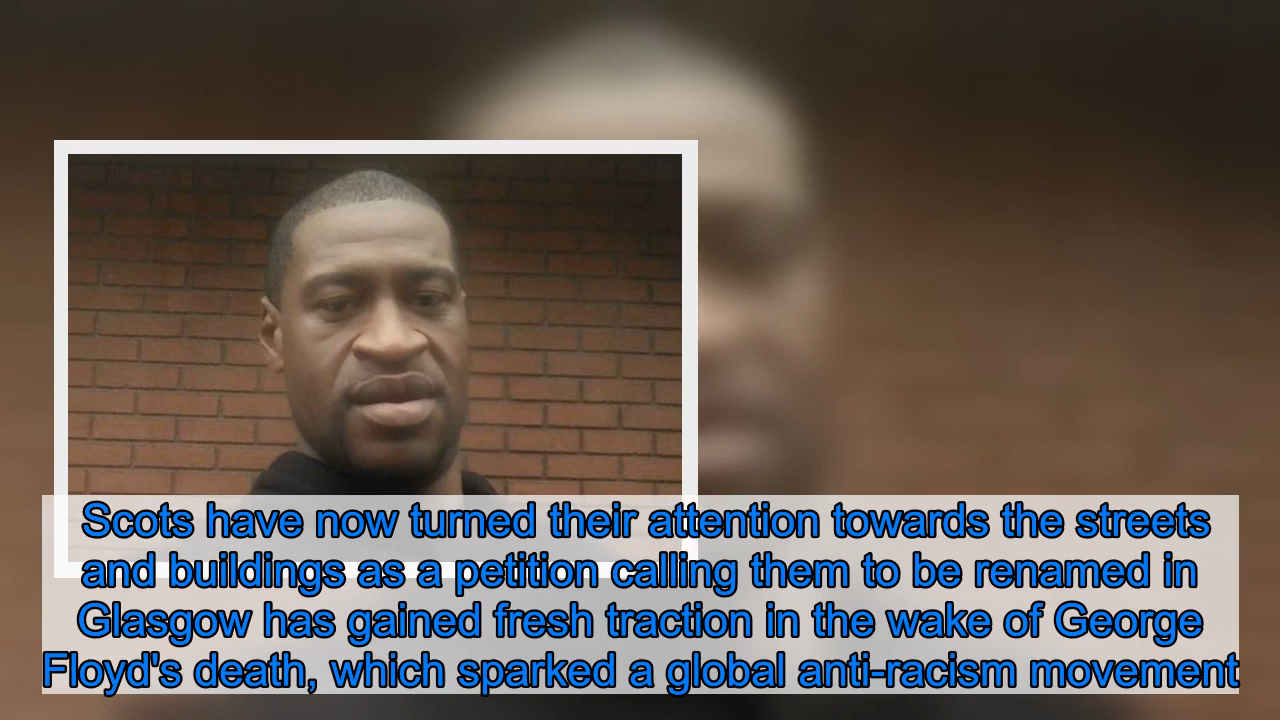 Scots have now turned their attention towards the streets
and buildings as a petition calling them to be renamed in
Glasgow has gained fresh traction in the wake of George
Floyd's death, which sparked a global anti-racism movement